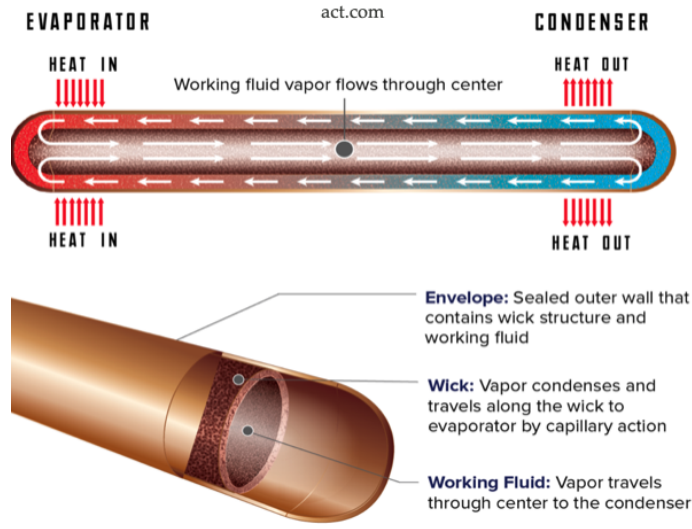 act.com
EVAPORATOR
CONDENSER
HEAT IN
HEAT OUT
Working fluid vapor flows through center
HEAT IN
HEAT OUT
Envelope: Sealed outer wall that
contains wick structure and
working fluid
Wick: Vapor condenses and
travels along the wick to
evaporator by capillary action
Working Fluid: Vapor travels
through center to the condenser